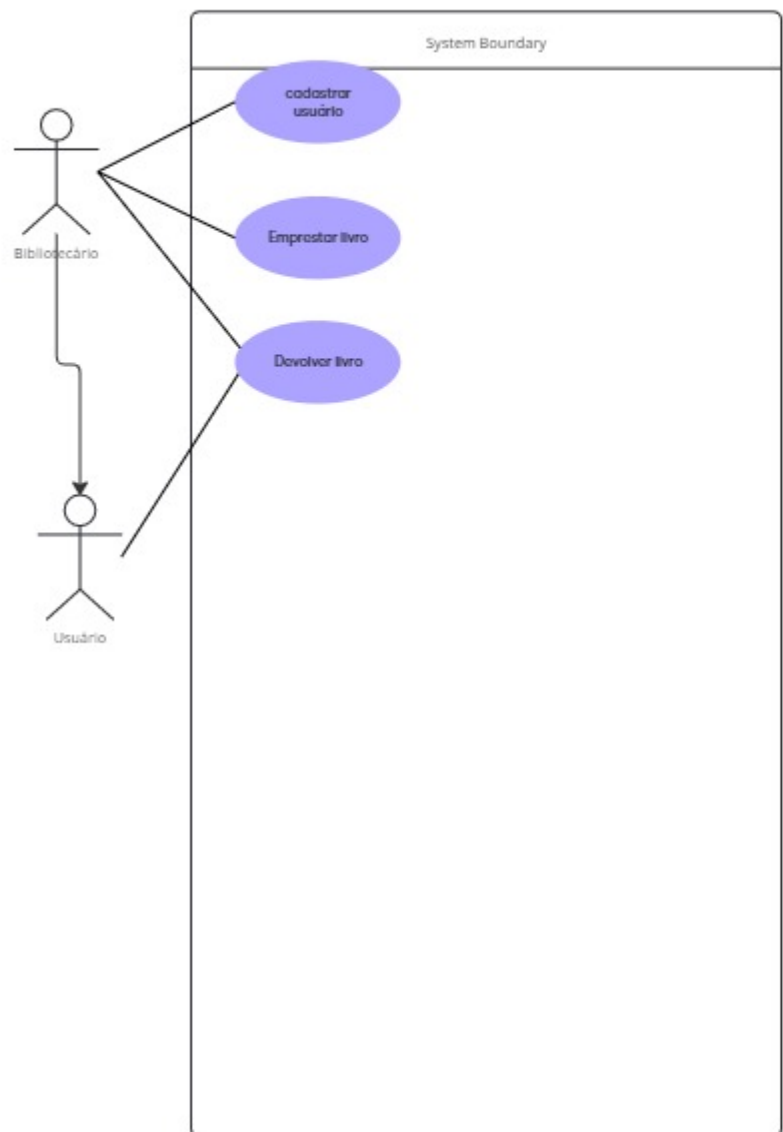 System Boundary
cadastrar
usuário
Emprestar livro
Bibliotecário
Devolver livro
Usuário